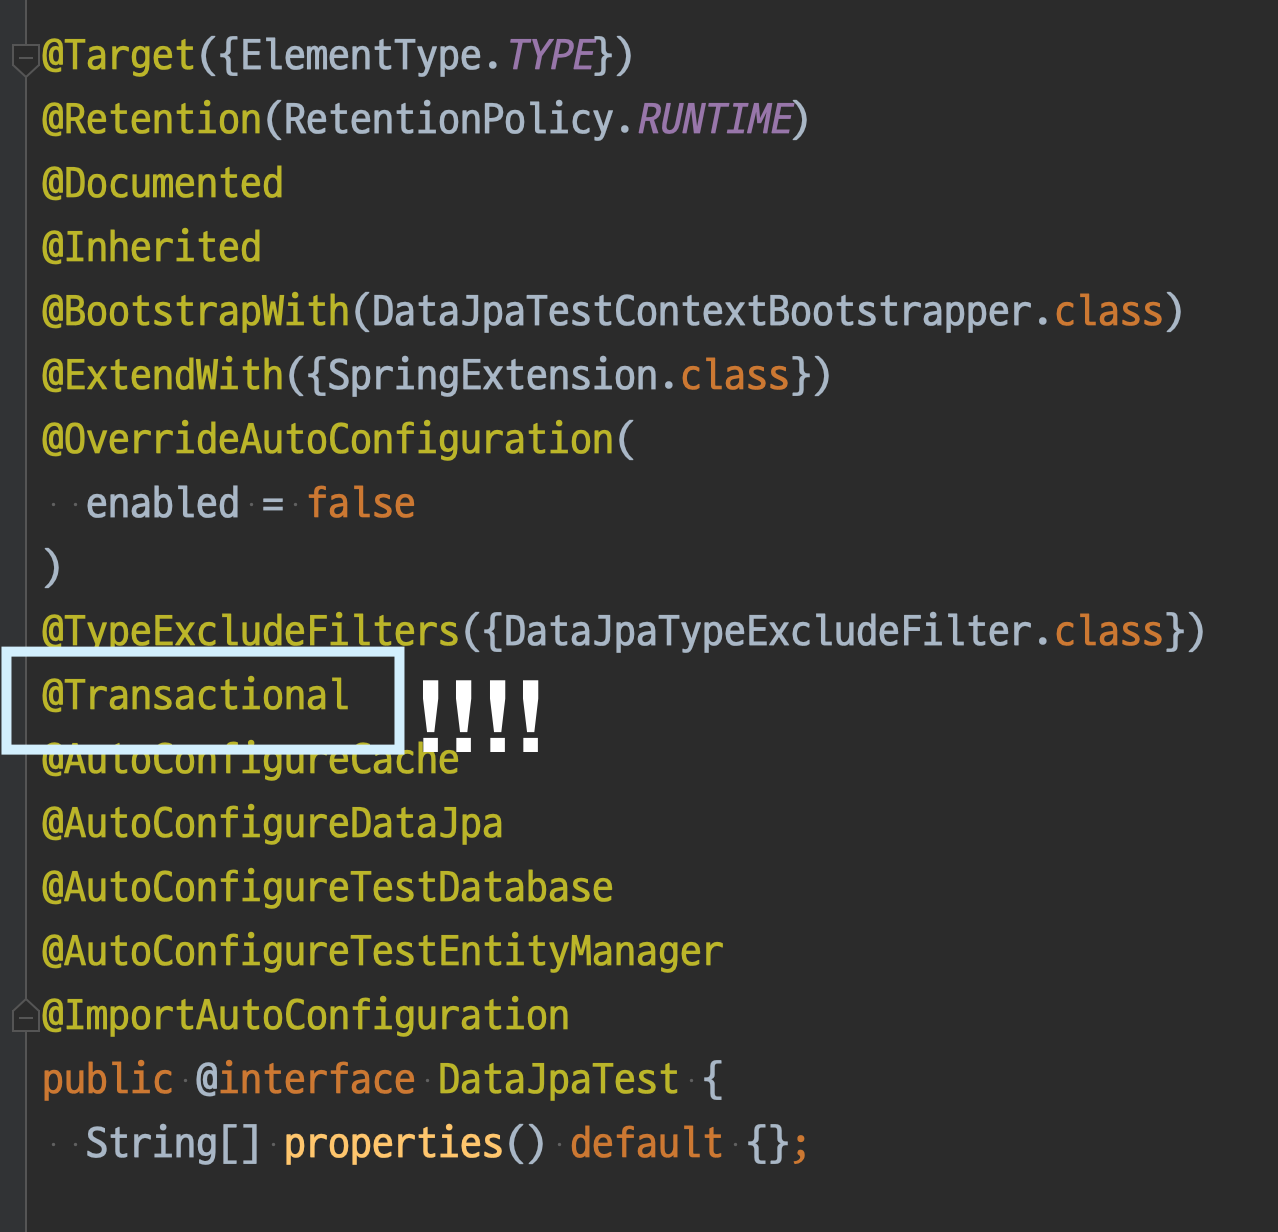 @Target({ElementType.TYPE})
@Retention(RetentionPolicy.RUNTIME)
@Documented
@Inherited
@BootstrapWith(DataJpaTestContextBootstrapper.class)
@ExtendWith({SpringExtension.class})
@OverrideAutoConfiguration(
  enabled = false
)
@TypeExcludeFilters({DataJpaTypeExcludeFilter.class})
@Transactional !!!!
@AutoConfigureCache
@AutoConfigureDataJpa
@AutoConfigureTestDatabase
@AutoConfigureTestEntityManager
@ImportAutoConfiguration
public @interface DataJpaTest {
  String[] properties() default {};